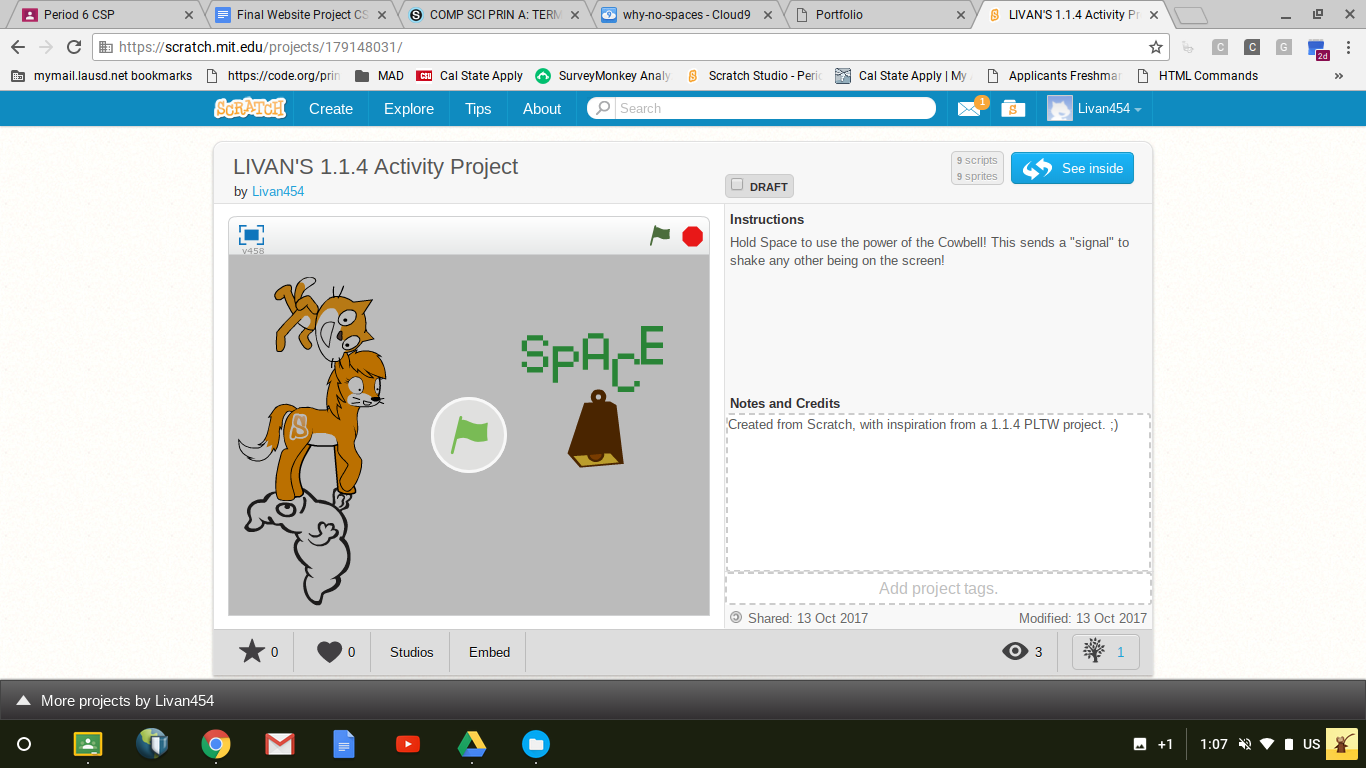 Period 6 CSP
Final Website Project CS
COMP SCI PRIN A: TERM
why-no-spaces - Cloud9
Portfolio
LIVAN'S 1.1.4 Activity Pr
https://scratch.mit.edu/projects/179148031/
C
C
G
2d
mymail.lausd.net bookmarks
https://code.org/prin
MAD
CSU
Cal State Apply
SurveyMonkey Analy
Scratch Studio - Peri
Cal State Apply | My
Applicants Freshman
HTML Commands
»
SCRATCH
Create
Explore
Tips
About
Search
1
Livan454
LIVAN'S 1.1.4 Activity Project
by Livan454
DRAFT
9 scripts
9 sprites
See inside
v458
SpAcE
S
Instructions
Hold Space to use the power of the Cowbell! This sends a "signal" to
shake any other being on the screen!
Notes and Credits
Created from Scratch, with inspiration from a 1.1.4 PLTW project. ;)
Add project tags.
Shared: 13 Oct 2017
Modified: 13 Oct 2017
0
0
Studios
Embed
3
1
More projects by Livan454
+1
1:07
US